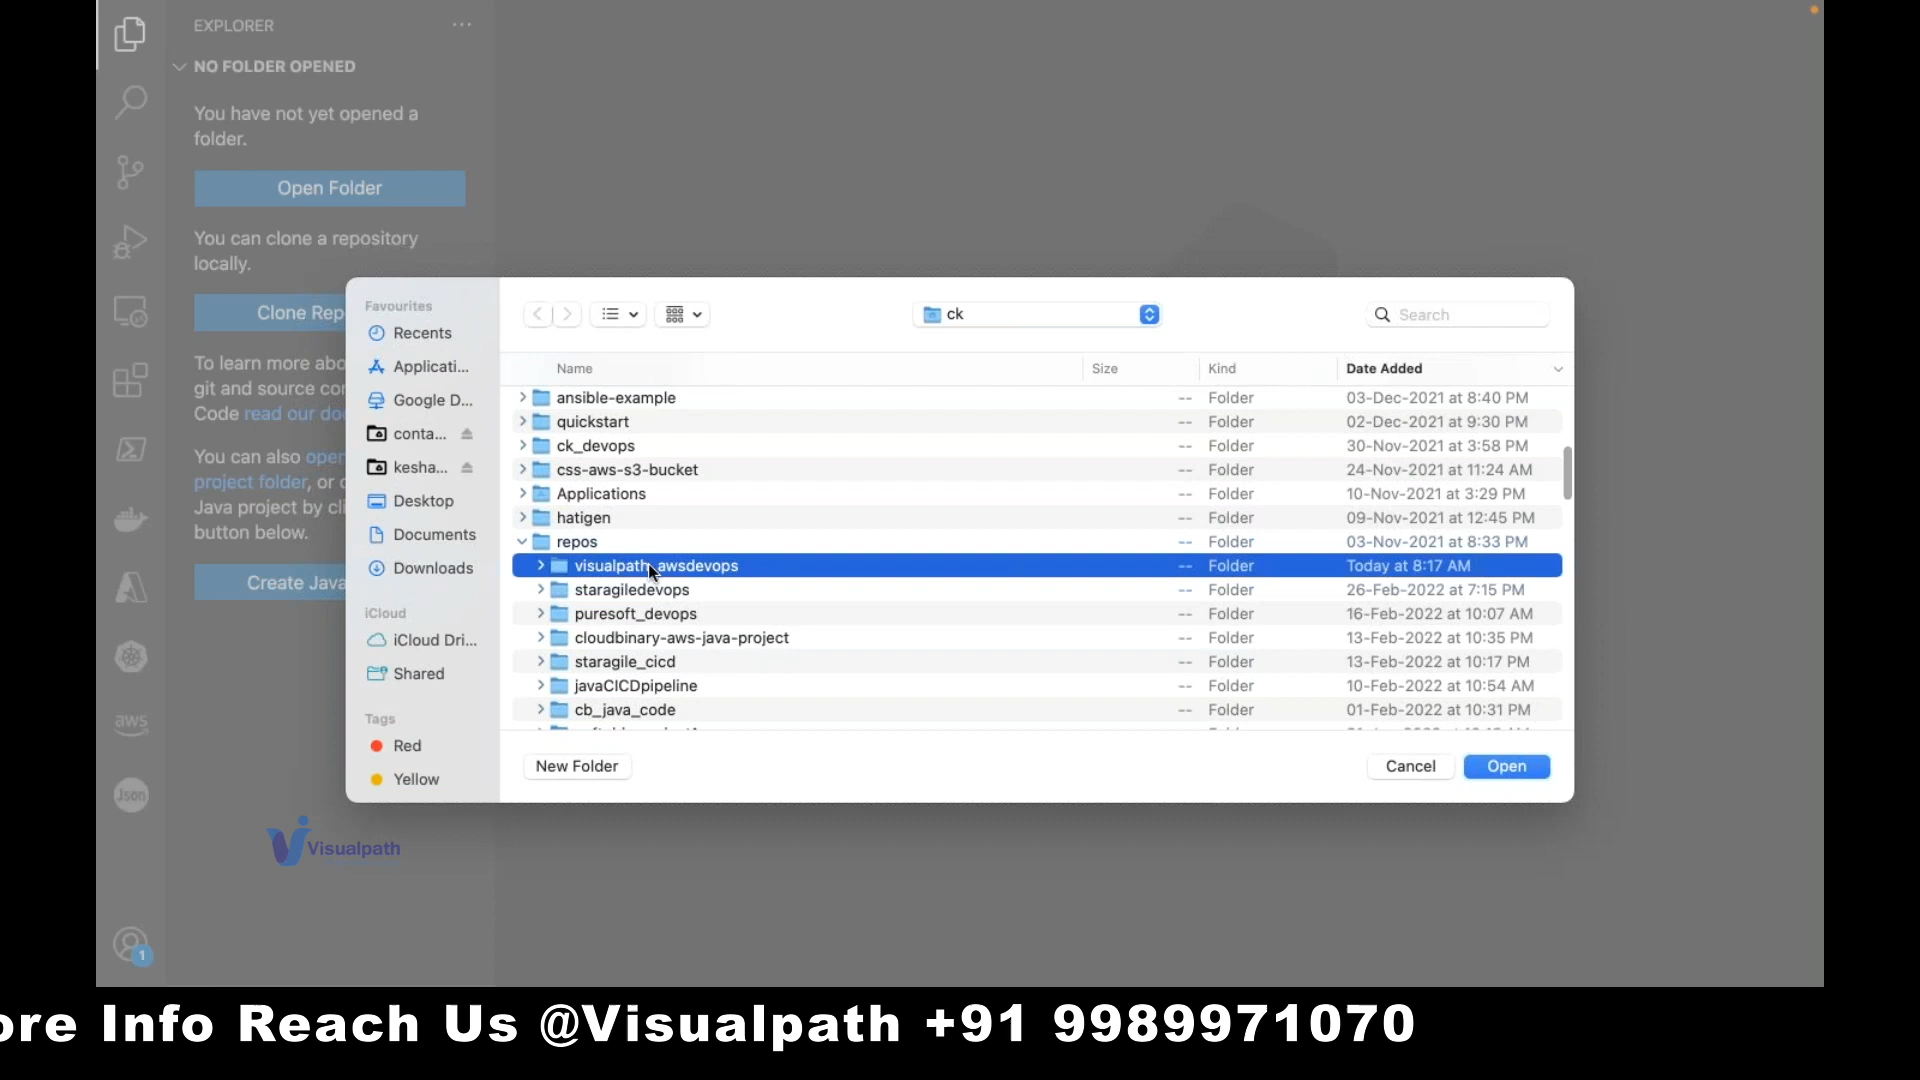 EXPLORER
NO FOLDER OPENED
You have not yet opened a
folder.
Open Folder
You can clone a repository
locally.
Clone Rep
To learn more abo
git and source con
Code read our do
You can also open
project folder, or c
Java project by cli
button below.
Create Java
aws
Json
1
Visualpath
Favourites
Recents
Applicati...
Google D...
conta...
kesha...
Desktop
Documents
Downloads
iCloud
iCloud Dri...
Shared
Tags
Red
Yellow
ck
Search
Name Size Kind Date Added
ansible-example -- Folder 03-Dec-2021 at 8:40 PM
quickstart -- Folder 02-Dec-2021 at 9:30 PM
ck_devops -- Folder 30-Nov-2021 at 3:58 PM
css-aws-s3-bucket -- Folder 24-Nov-2021 at 11:24 AM
Applications -- Folder 10-Nov-2021 at 3:29 PM
hatigen -- Folder 09-Nov-2021 at 12:45 PM
repos -- Folder 03-Nov-2021 at 8:33 PM
visualpath_awsdevops -- Folder Today at 8:17 AM
staragiledevops -- Folder 26-Feb-2022 at 7:15 PM
puresoft_devops -- Folder 16-Feb-2022 at 10:07 AM
cloudbinary-aws-java-project -- Folder 13-Feb-2022 at 10:35 PM
staragile_cicd -- Folder 13-Feb-2022 at 10:17 PM
javaCICDpipeline -- Folder 10-Feb-2022 at 10:54 AM
cb_java_code -- Folder 01-Feb-2022 at 10:31 PM
New Folder
Cancel
Open
ore Info Reach Us @Visualpath +91 9989971070